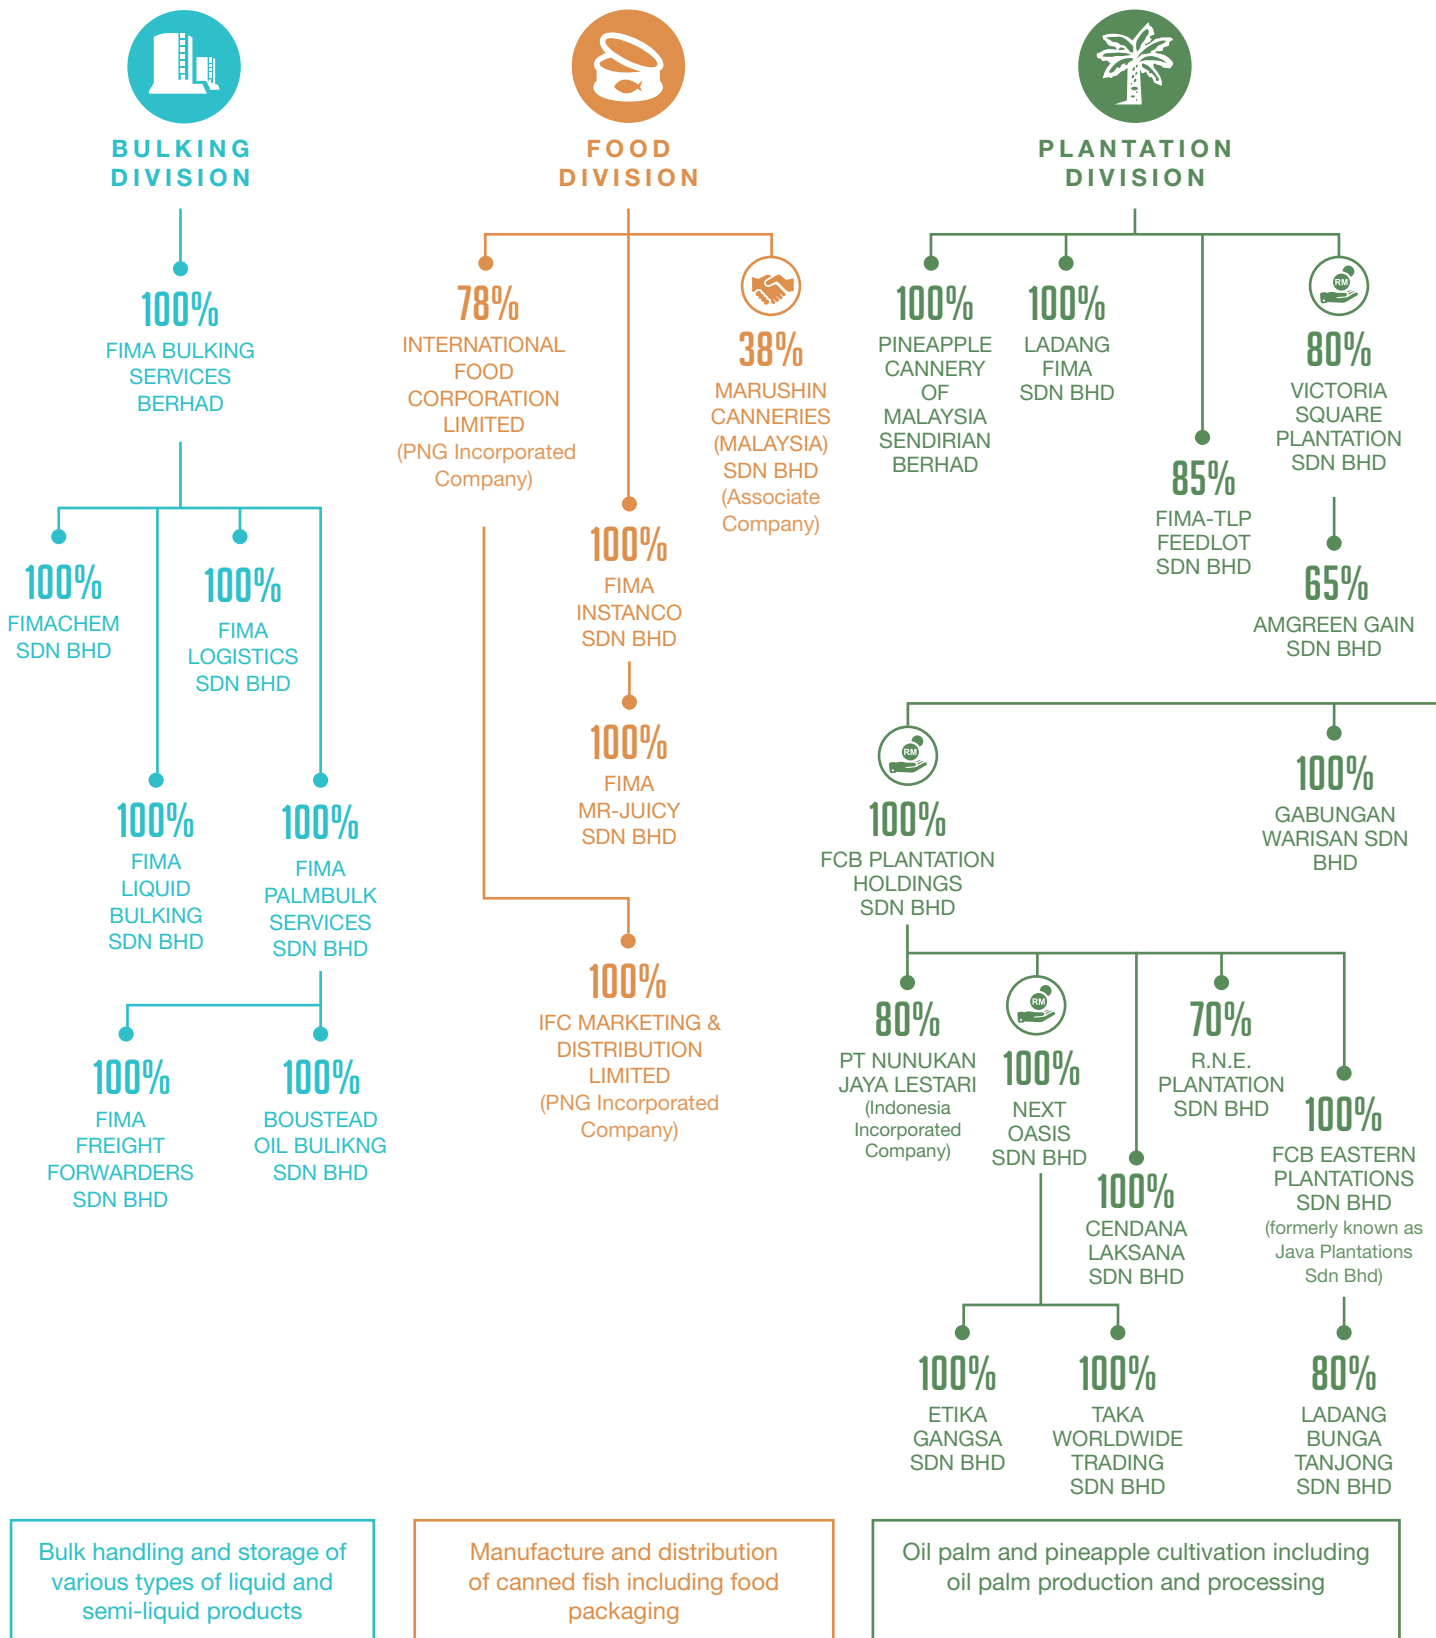 BULKING
DIVISION
100%
FIMA BULKING
SERVICES
BERHAD
100%
FIMACHEM
SDN BHD
100%
FIMA
LOGISTICS
SDN BHD
100%
FIMA
LIQUID
BULKING
SDN BHD
100%
FIMA
PALMBULK
SERVICES
SDN BHD
100%
FIMA
FREIGHT
FORWARDERS
SDN BHD
100%
BOUSTEAD
OIL BULIKNG
SDN BHD
Bulk handling and storage of
various types of liquid and
semi-liquid products
FOOD
DIVISION
78%
INTERNATIONAL
FOOD
CORPORATION
LIMITED
(PNG Incorporated
Company)
38%
MARUSHIN
CANNERIES
(MALAYSIA)
SDN BHD
(Associate
Company)
100%
FIMA
INSTANCO
SDN BHD
100%
FIMA
MR-JUICY
SDN BHD
100%
IFC MARKETING &
DISTRIBUTION
LIMITED
(PNG Incorporated
Company)
Manufacture and distribution
of canned fish including food
packaging
PLANTATION
DIVISION
100%
PINEAPPLE
CANNERY
OF
MALAYSIA
SENDIRIAN
BERHAD
100%
LADANG
FIMA
SDN BHD
85%
FIMA-TLP
FEEDLOT
SDN BHD
RM
80%
VICTORIA
SQUARE
PLANTATION
SDN BHD
65%
AMGREEN GAIN
SDN BHD
RM
100%
FCB PLANTATION
HOLDINGS
SDN BHD
100%
GABUNGAN
WARISAN SDN
BHD
80%
PT NUNUKAN
JAYA LESTARI
(Indonesia
Incorporated
Company)
RM
100%
NEXT
OASIS
SDN BHD
100%
CENDANA
LAKSANA
SDN BHD
70%
R.N.E.
PLANTATION
SDN BHD
100%
FCB EASTERN
PLANTATIONS
SDN BHD
(formerly known as
Java Plantations
Sdn Bhd)
100%
ETIKA
GANGSA
SDN BHD
100%
TAKA
WORLDWIDE
TRADING
SDN BHD
80%
LADANG
BUNGA
TANJONG
SDN BHD
Oil palm and pineapple cultivation including
oil palm production and processing